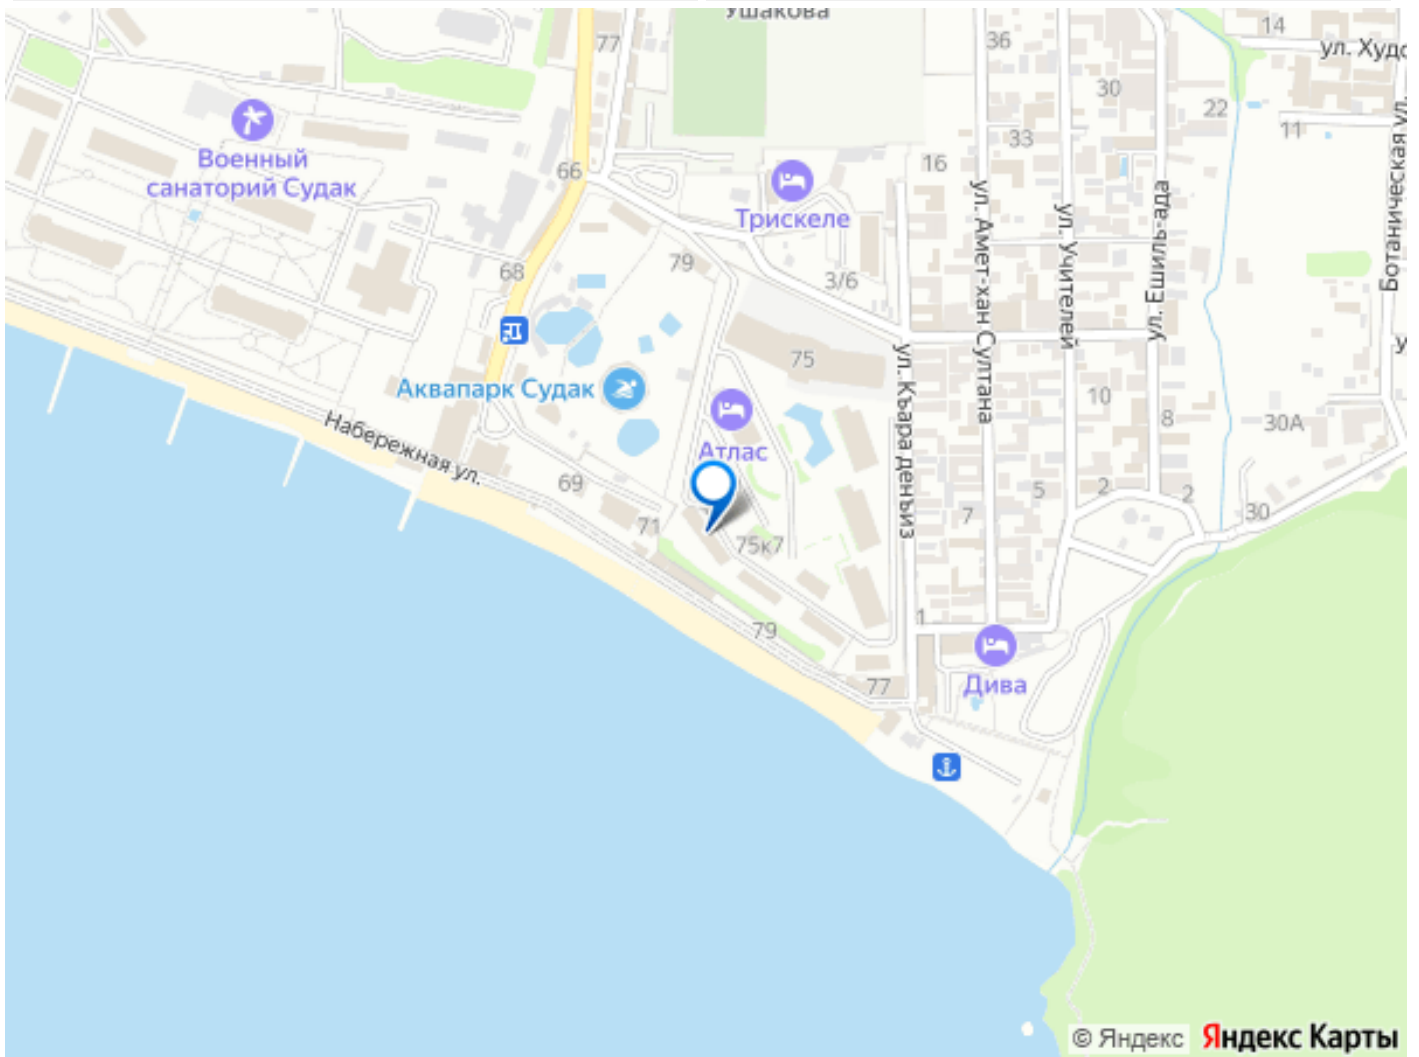 Ушакова
14
77
36
ул. Худо
30
22
Военный
санаторий Судак
33
11
66
16
Трискеле
79
3/6
68
ул. Амет-хан Султана
ул. Учителей
ул. Ешиль-ада
Ботаническая ул.
у
75
ул. Къара денъиз
Аквапарк Судак
Атлас
10
8
30А
Набережная ул.
69
5
2
2
7
30
71
75к7
1
79
Дива
77
© Яндекс
Яндекс Карты